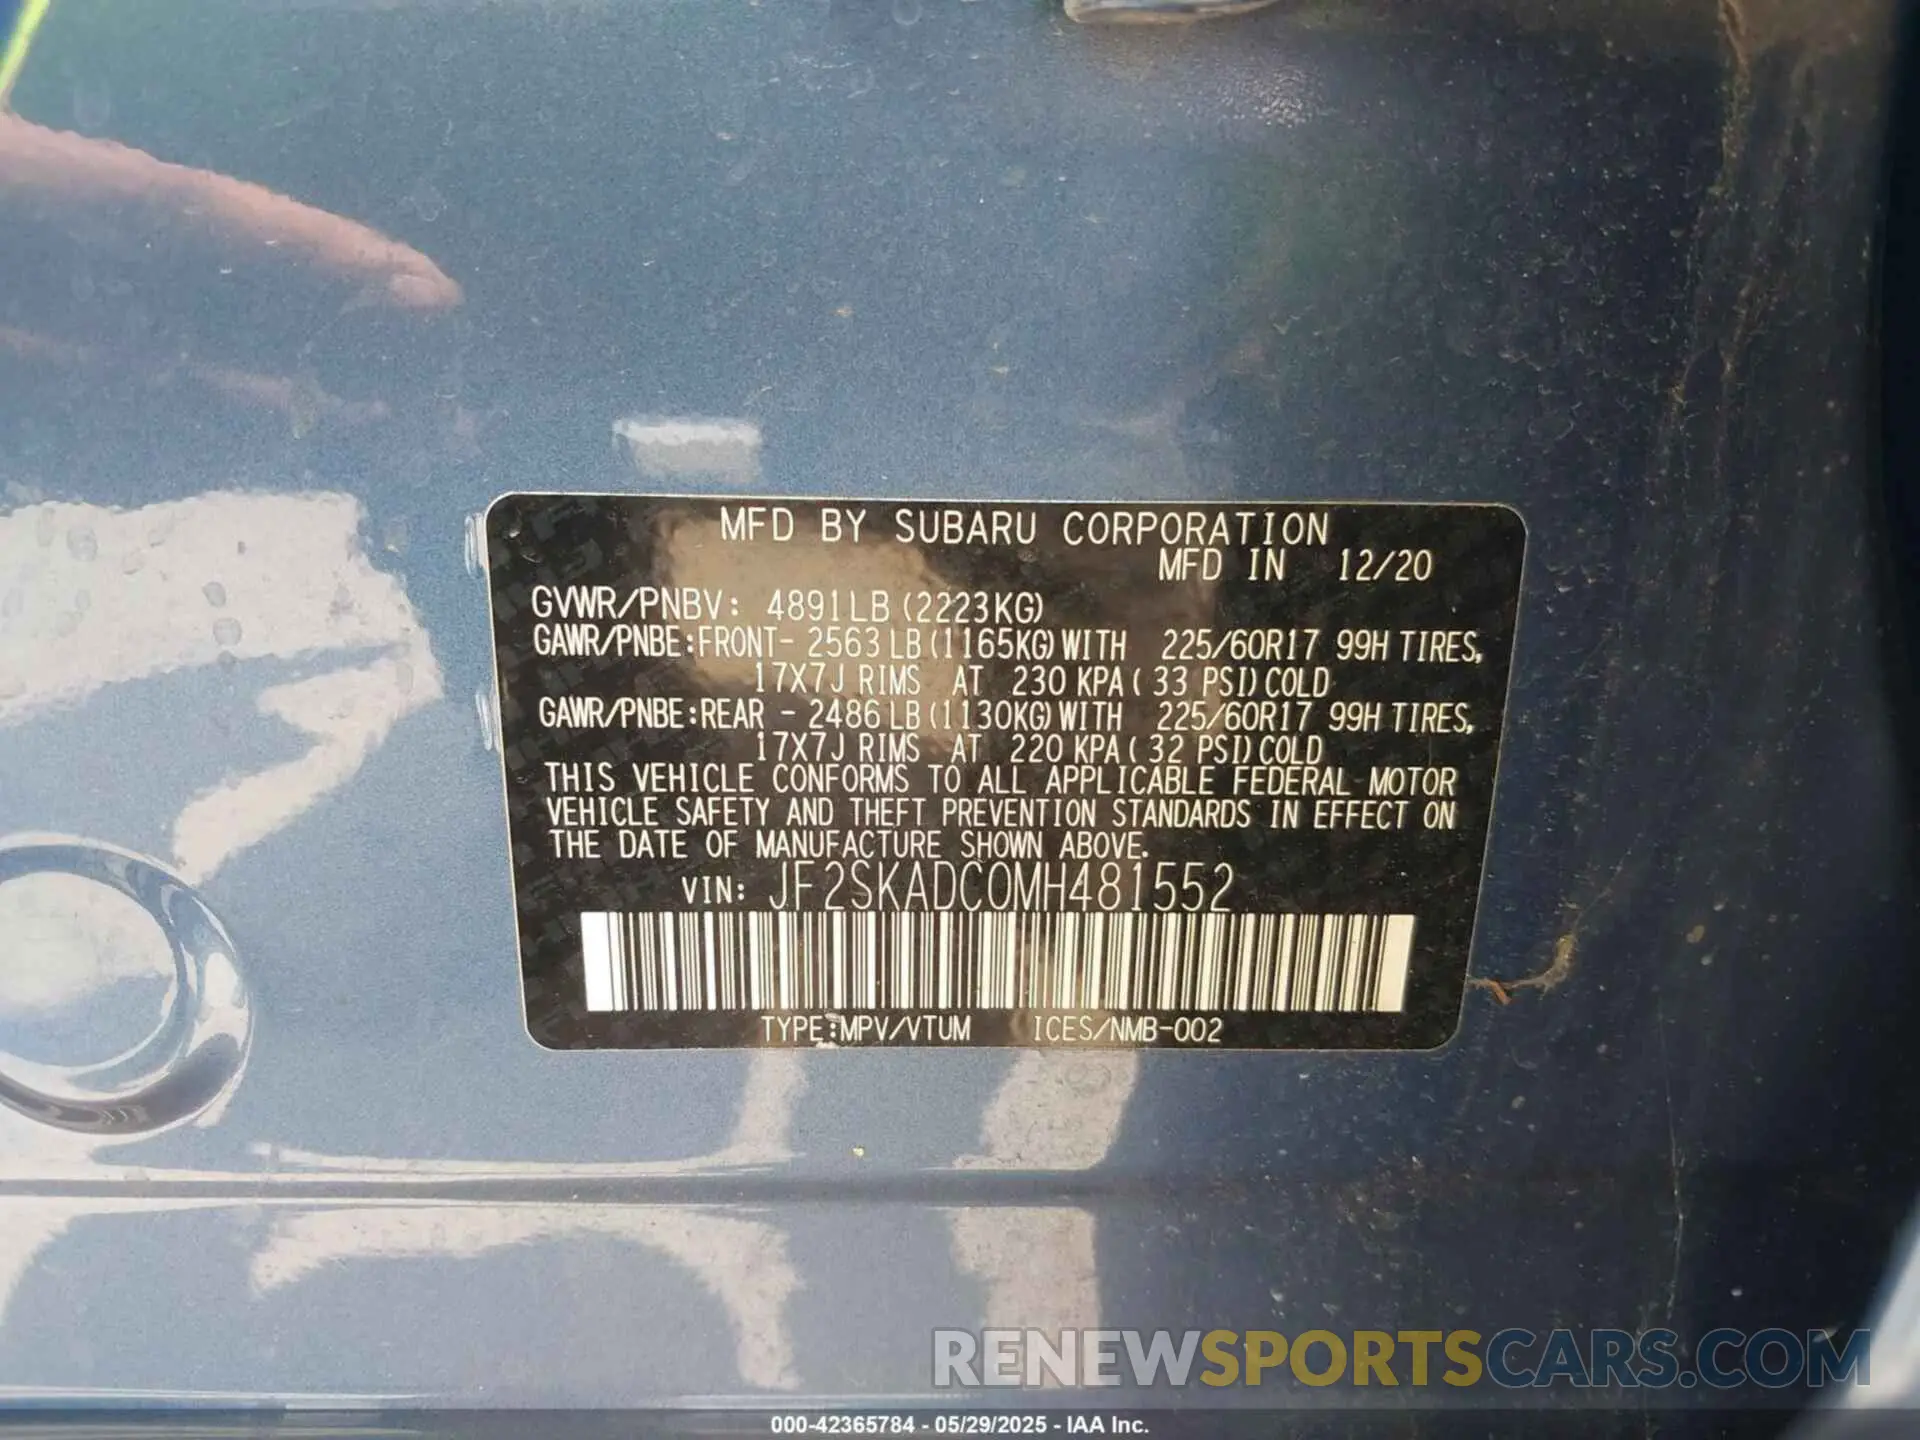 MFD BY SUBARU CORPORATION
MFD IN 12/20
GVWR/PNBV: 4891LB (2223KG)
GAWR/PNBE:FRONT- 2563 LB (1165KG) WITH 225/60R17 99H TIRES,
17X7J RIMS AT 230 KPA ( 33 PSI) COLD
GAWR/PNBE:REAR - 2486 LB (1130KG) WITH 225/60R17 99H TIRES,
17X7J RIMS AT 220 KPA ( 32 PSI) COLD
THIS VEHICLE CONFORMS TO ALL APPLICABLE FEDERAL MOTOR
VEHICLE SAFETY AND THEFT PREVENTION STANDARDS IN EFFECT ON
THE DATE OF MANUFACTURE SHOWN ABOVE.
VIN: JF2SKADC0MH481552
TYPE:MPV/VTUM ICES/NMB-002
RENEWSPORTSCARS.COM
000-42365784 - 05/29/2025 - IAA Inc.